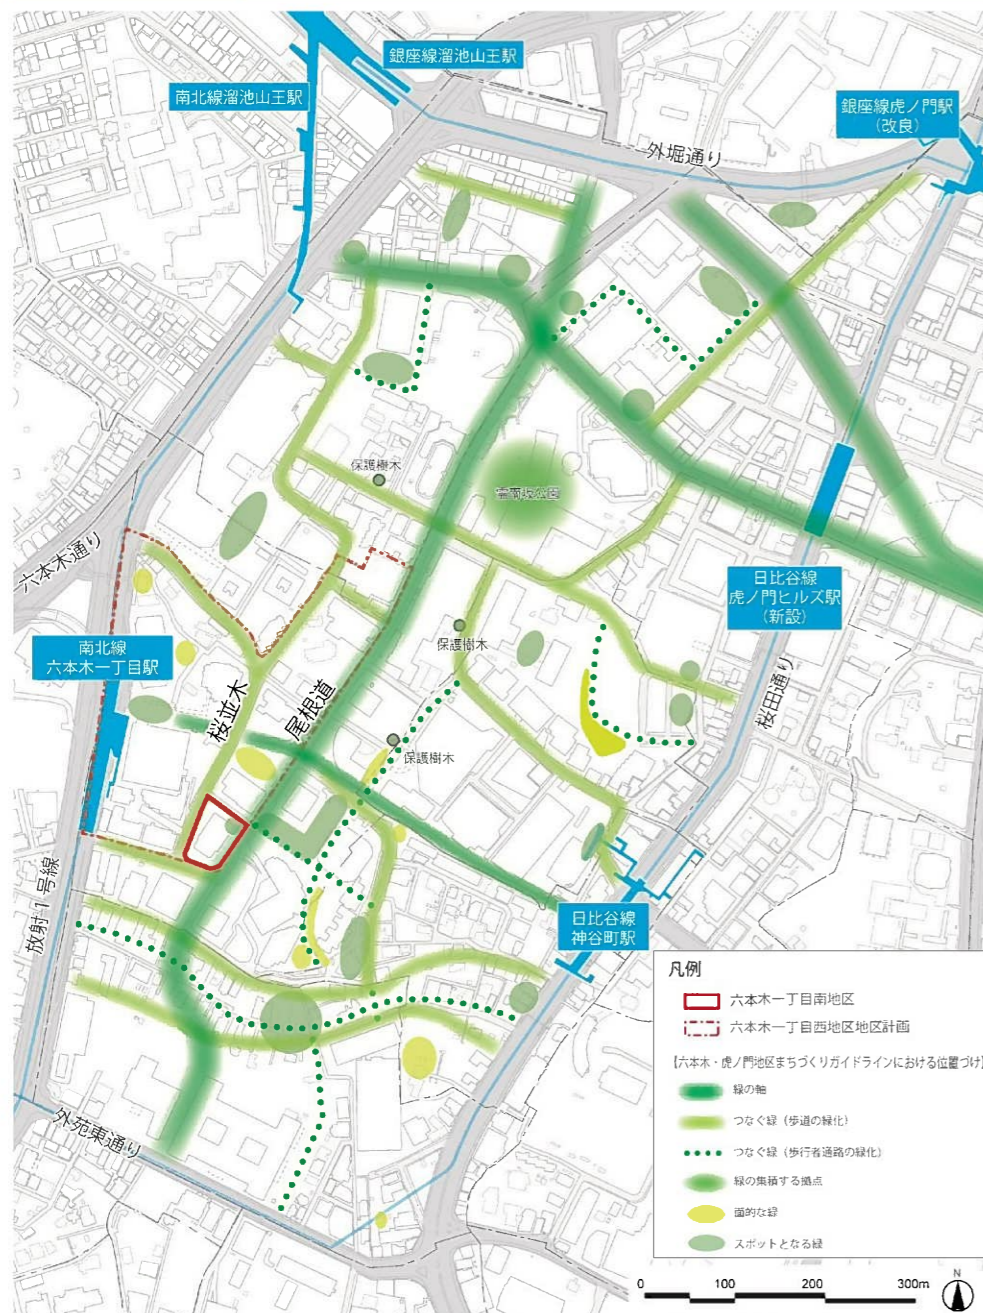 銀座線溜池山王駅
南北線溜池山王駅
銀座線虎ノ門駅
(改良)
外堀通り
保護樹木
霊南坂公園
六本木通り
南北線
六本木一丁目駅
桜並木
尾根道
保護樹木
保護樹木
日比谷線
虎ノ門ヒルズ駅
(新設)
桜田通り
放射1号線
日比谷線
神谷町駅
外苑東通り
凡例
六本木一丁目南地区
六本木一丁目西地区地区計画
[六本木・虎ノ門地区まちづくりガイドラインにおける位置づけ]
緑の軸
つなぐ緑(歩道の緑化)
つなぐ緑(歩行者通路の緑化)
緑の集積する拠点
面的な緑
スポットとなる緑
0 100 200 300m
N